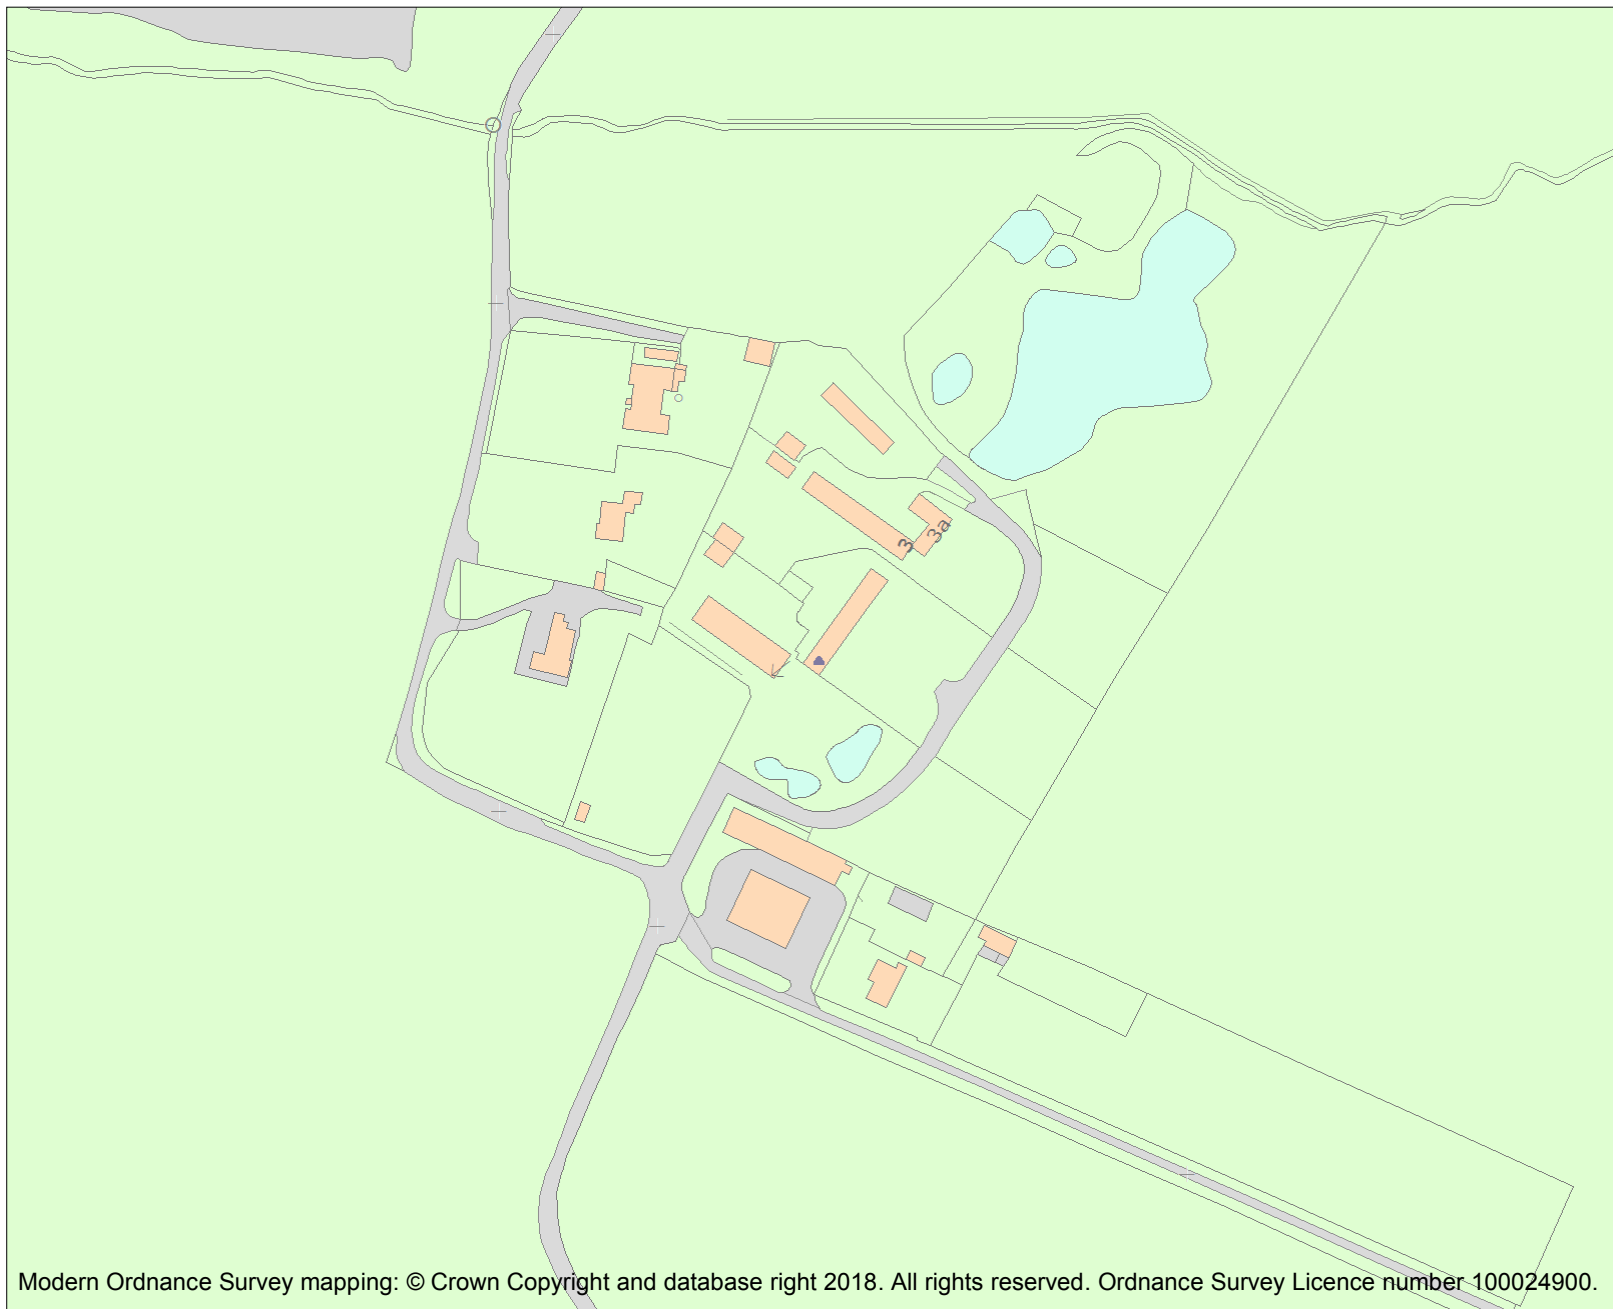 3
3a
Modern Ordnance Survey mapping: © Crown Copyright and database right 2018. All rights reserved. Ordnance Survey Licence number 100024900.